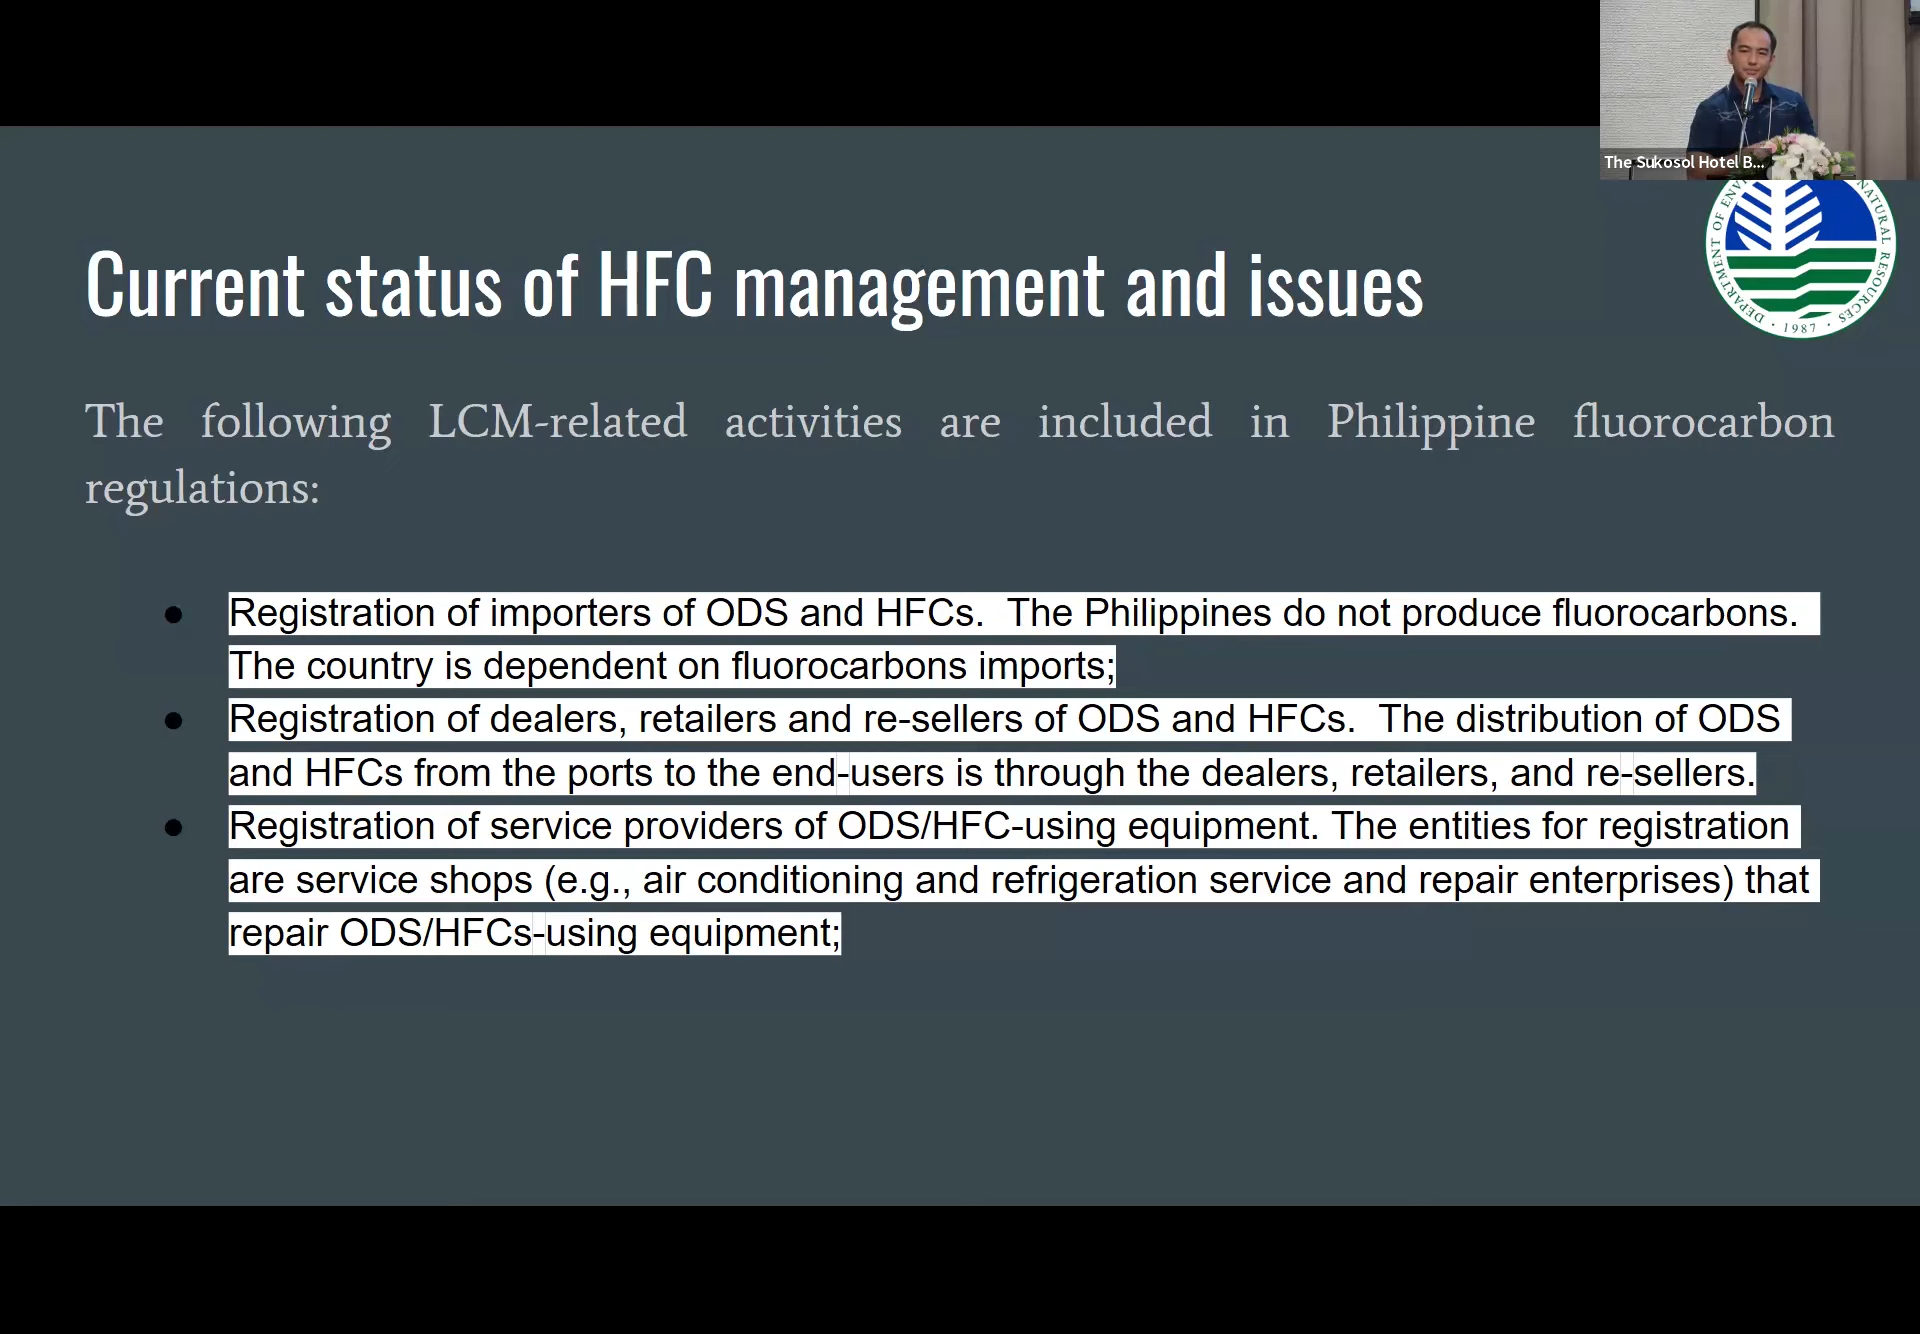 The Sukosol Hotel B...
DEPARTMENT OF ENVI NATURAL RESOURCES
· 1987 ·
Current status of HFC management and issues
The following LCM-related activities are included in Philippine fluorocarbon
regulations:
● Registration of importers of ODS and HFCs.  The Philippines do not produce fluorocarbons.
The country is dependent on fluorocarbons imports;
● Registration of dealers, retailers and re-sellers of ODS and HFCs.  The distribution of ODS
and HFCs from the ports to the end-users is through the dealers, retailers, and re-sellers.
● Registration of service providers of ODS/HFC-using equipment. The entities for registration
are service shops (e.g., air conditioning and refrigeration service and repair enterprises) that
repair ODS/HFCs-using equipment;